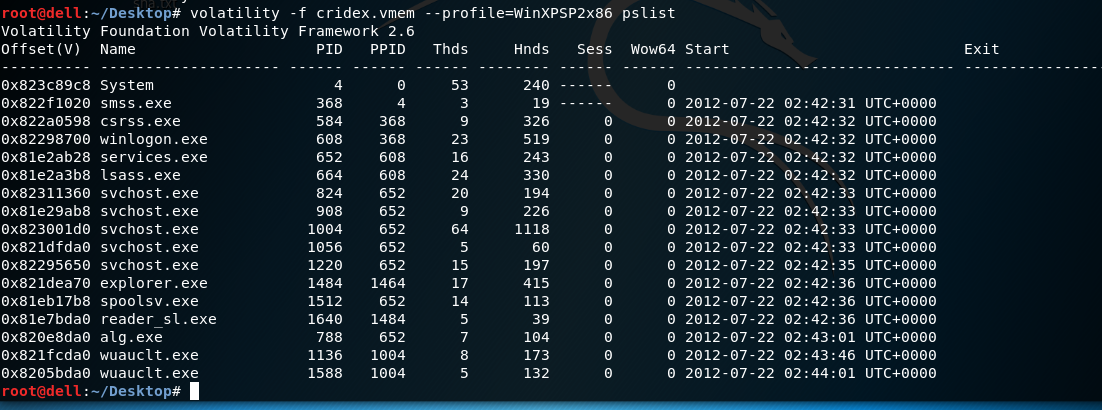 root@dell:~/Desktop# volatility -f cridex.vmem --profile=WinXPSP2x86 pslist
Volatility Foundation Volatility Framework 2.6
Offset(V)  Name                    PID   PPID   Thds     Hnds   Sess  Wow64 Start                          Exit
---------- -------------------- ------ ------ ------ -------- ------ ------ ------------------------------ ----------------
0x823c89c8 System                    4      0     53      240 ------      0
0x822f1020 smss.exe                368      4      3       19 ------      0 2012-07-22 02:42:31 UTC+0000
0x822a0598 csrss.exe               584    368      9      326      0      0 2012-07-22 02:42:32 UTC+0000
0x82298700 winlogon.exe            608    368     23      519      0      0 2012-07-22 02:42:32 UTC+0000
0x81e2ab28 services.exe            652    608     16      243      0      0 2012-07-22 02:42:32 UTC+0000
0x81e2a3b8 lsass.exe               664    608     24      330      0      0 2012-07-22 02:42:32 UTC+0000
0x82311360 svchost.exe             824    652     20      194      0      0 2012-07-22 02:42:33 UTC+0000
0x81e29ab8 svchost.exe             908    652      9      226      0      0 2012-07-22 02:42:33 UTC+0000
0x823001d0 svchost.exe            1004    652     64     1118      0      0 2012-07-22 02:42:33 UTC+0000
0x821dfda0 svchost.exe            1056    652      5       60      0      0 2012-07-22 02:42:33 UTC+0000
0x82295650 svchost.exe            1220    652     15      197      0      0 2012-07-22 02:42:35 UTC+0000
0x821dea70 explorer.exe           1484   1464     17      415      0      0 2012-07-22 02:42:36 UTC+0000
0x81eb17b8 spoolsv.exe            1512    652     14      113      0      0 2012-07-22 02:42:36 UTC+0000
0x81e7bda0 reader_sl.exe          1640   1484      5       39      0      0 2012-07-22 02:42:36 UTC+0000
0x820e8da0 alg.exe                 788    652      7      104      0      0 2012-07-22 02:43:01 UTC+0000
0x821fcda0 wuauclt.exe            1136   1004      8      173      0      0 2012-07-22 02:43:46 UTC+0000
0x8205bda0 wuauclt.exe            1588   1004      5      132      0      0 2012-07-22 02:44:01 UTC+0000
root@dell:~/Desktop#